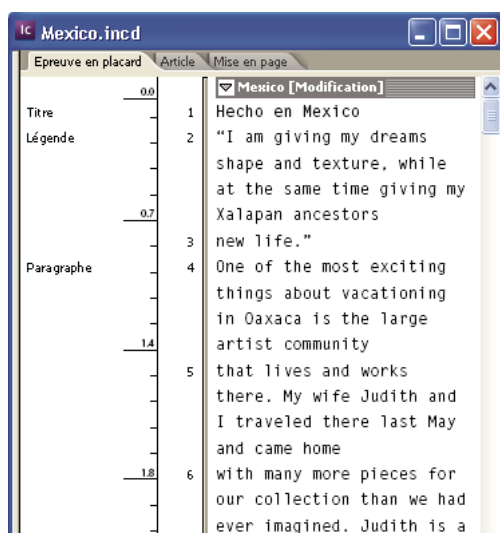 Ic Mexico.incd
Epreuve en placard Article Mise en page
0.0 Mexico [Modification]
Titre 1 Hecho en Mexico
Légende 2 “I am giving my dreams
shape and texture, while
at the same time giving my
0.7 Xalapan ancestors
3 new life.”
Paragraphe 4 One of the most exciting
things about vacationing
in Oaxaca is the large
1.4 artist community
5 that lives and works
there. My wife Judith and
I traveled there last May
and came home
1.8 6 with many more pieces for
our collection than we had
ever imagined. Judith is a